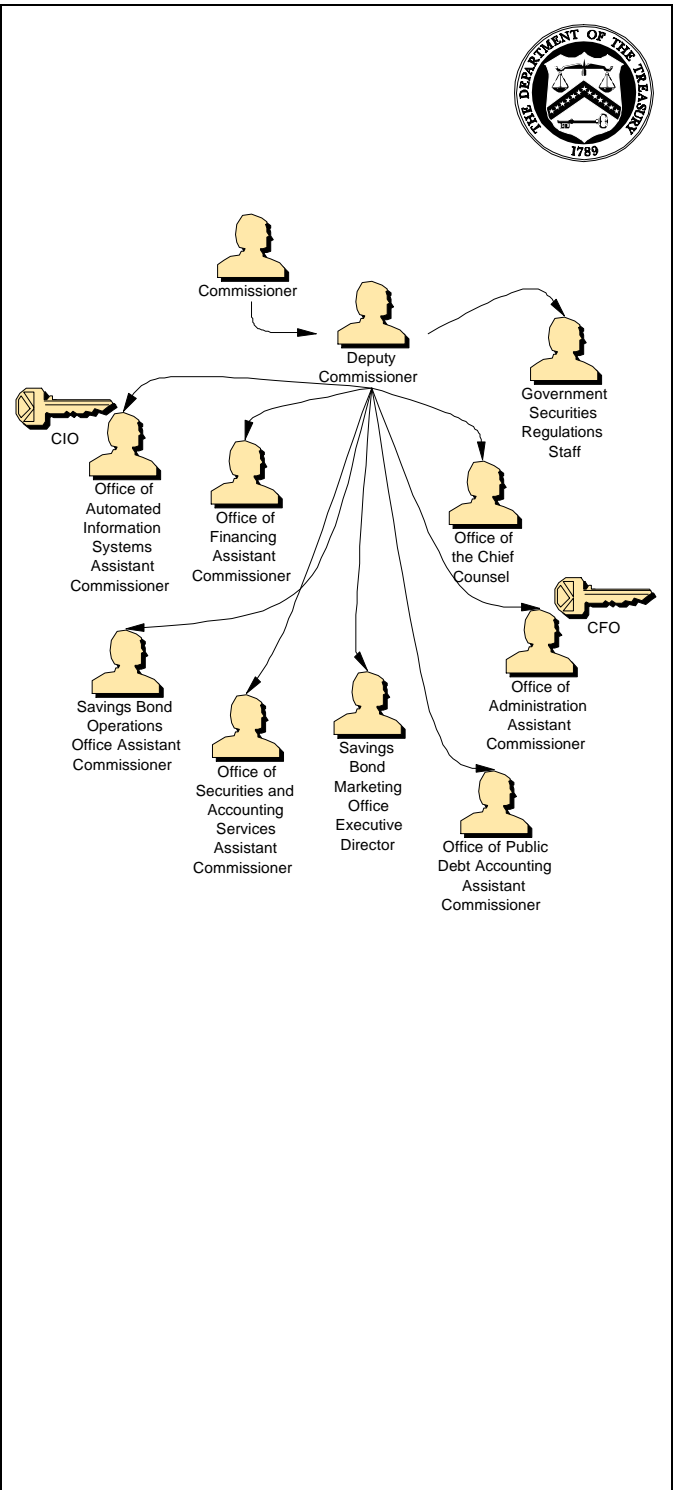 THE DEPARTMENT OF THE TREASURY
1789
Commissioner
Deputy
Commissioner
Government
Securities
Regulations
Staff
CIO
Office of
Automated
Information
Systems
Assistant
Commissioner
Office of
Financing
Assistant
Commissioner
Office of
the Chief
Counsel
CFO
Office of
Administration
Assistant
Commissioner
Savings Bond
Operations
Office Assistant
Commissioner
Office of
Securities and
Accounting
Services
Assistant
Commissioner
Savings
Bond
Marketing
Office
Executive
Director
Office of Public
Debt Accounting
Assistant
Commissioner